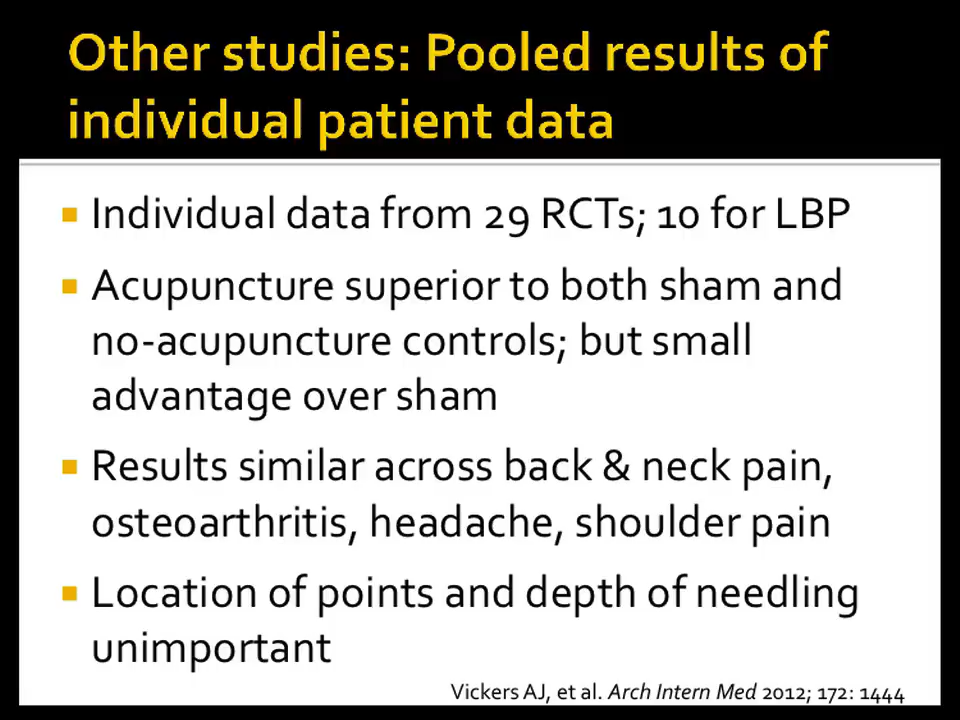 Other studies: Pooled results of
individual patient data
▪ Individual data from 29 RCTs; 10 for LBP
▪ Acupuncture superior to both sham and
no-acupuncture controls; but small
advantage over sham
▪ Results similar across back & neck pain,
osteoarthritis, headache, shoulder pain
▪ Location of points and depth of needling
unimportant
Vickers AJ, et al. Arch Intern Med 2012; 172: 1444